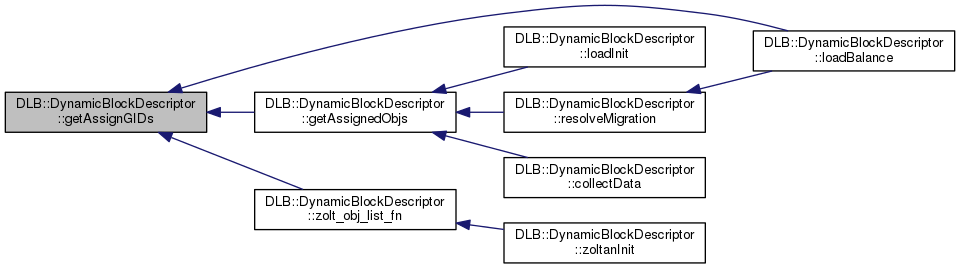 DLB::DynamicBlockDescriptor
::getAssignGIDs
DLB::DynamicBlockDescriptor
::getAssignedObjs
DLB::DynamicBlockDescriptor
::zolt_obj_list_fn
DLB::DynamicBlockDescriptor
::loadInit
DLB::DynamicBlockDescriptor
::resolveMigration
DLB::DynamicBlockDescriptor
::collectData
DLB::DynamicBlockDescriptor
::zoltanInit
DLB::DynamicBlockDescriptor
::loadBalance